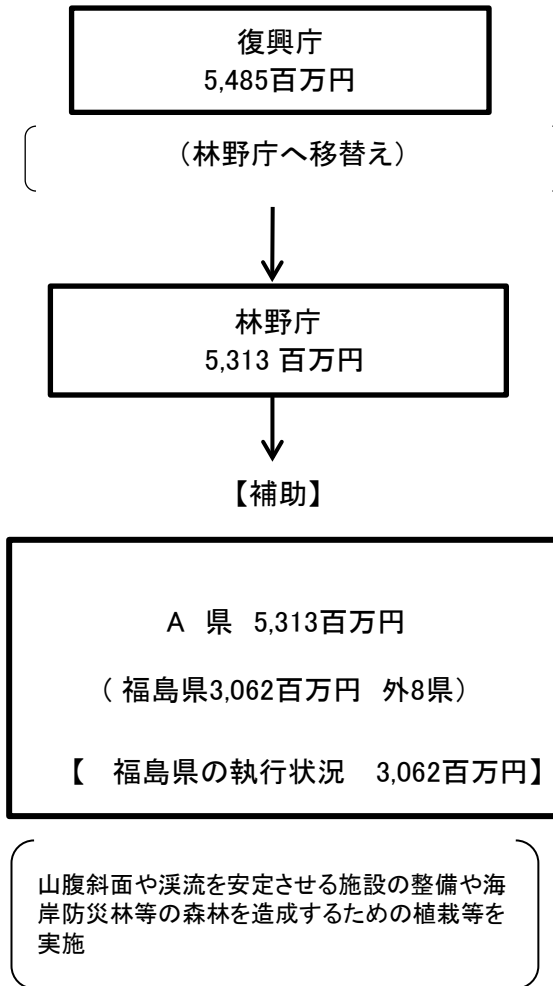 復興庁
5,485百万円
（林野庁へ移替え）
林野庁
5,313 百万円
【補助】
A 県 5,313百万円
（ 福島県3,062百万円 外8県）
【 福島県の執行状況 3,062百万円】
山腹斜面や渓流を安定させる施設の整備や海
岸防災林等の森林を造成するための植栽等を
実施